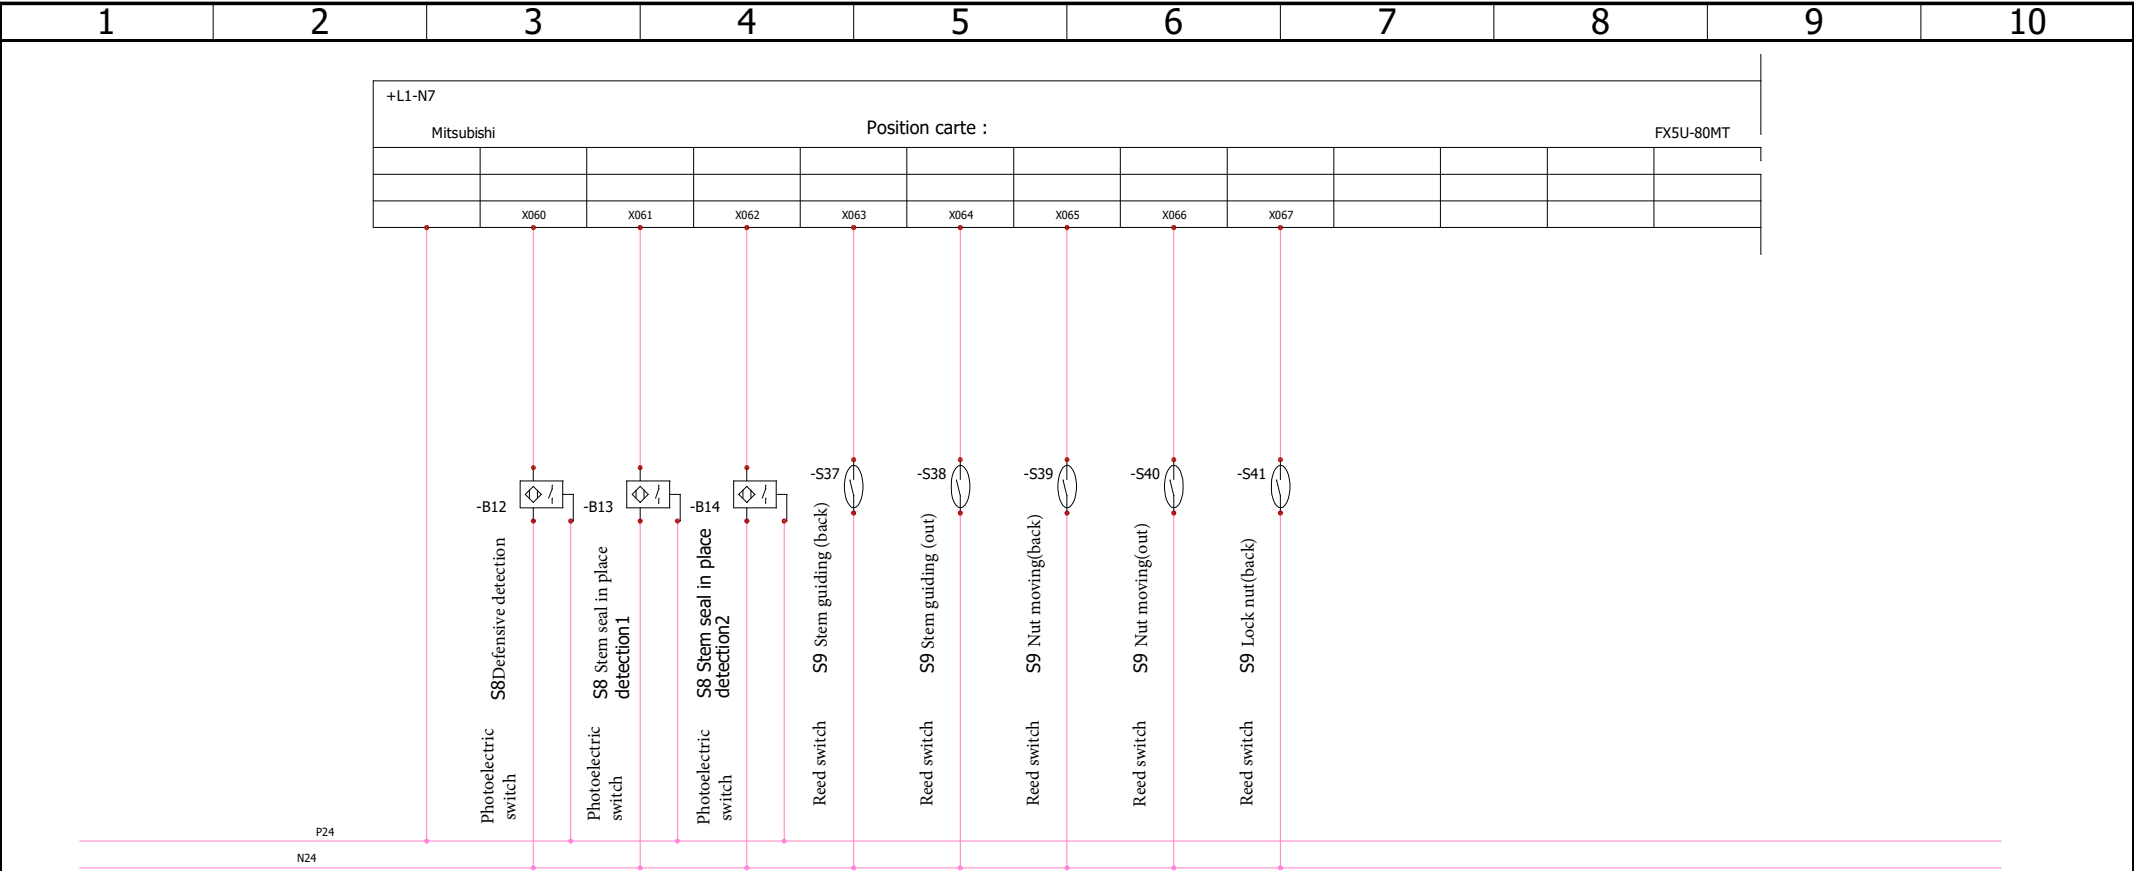 1 2 3 4 5 6 7 8 9 10
+L1-N7
Mitsubishi Position carte : FX5U-80MT
X060 X061 X062 X063 X064 X065 X066 X067
-B12
-B13
-B14
-S37
-S38
-S39
-S40
-S41
S8Defensive detection
S8 Stem seal in place
detection1
S8 Stem seal in place
detection2
S9 Stem guiding (back)
S9 Stem guiding (out)
S9 Nut moving(back)
S9 Nut moving(out)
S9 Lock nut(back)
Photoelectric
switch
Photoelectric
switch
Photoelectric
switch
Reed switch
Reed switch
Reed switch
Reed switch
Reed switch
P24
N24